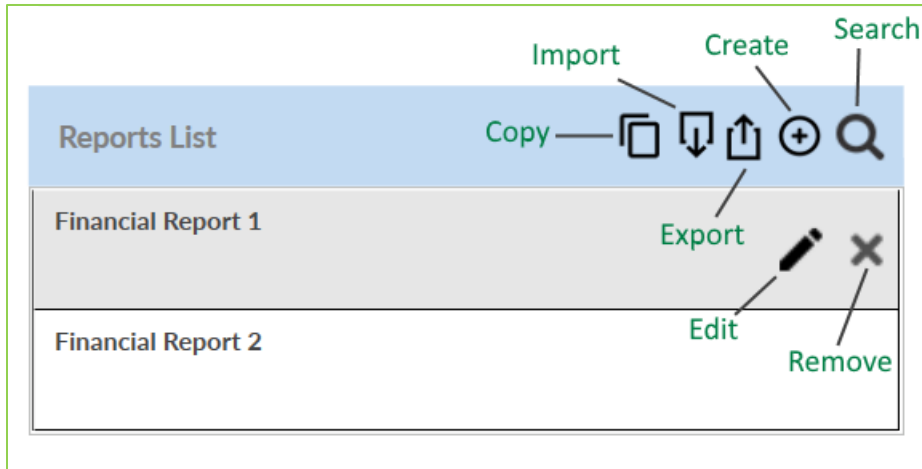 Search
Create
Import
Reports List
Copy
Financial Report 1
Export
Edit
Financial Report 2
Remove